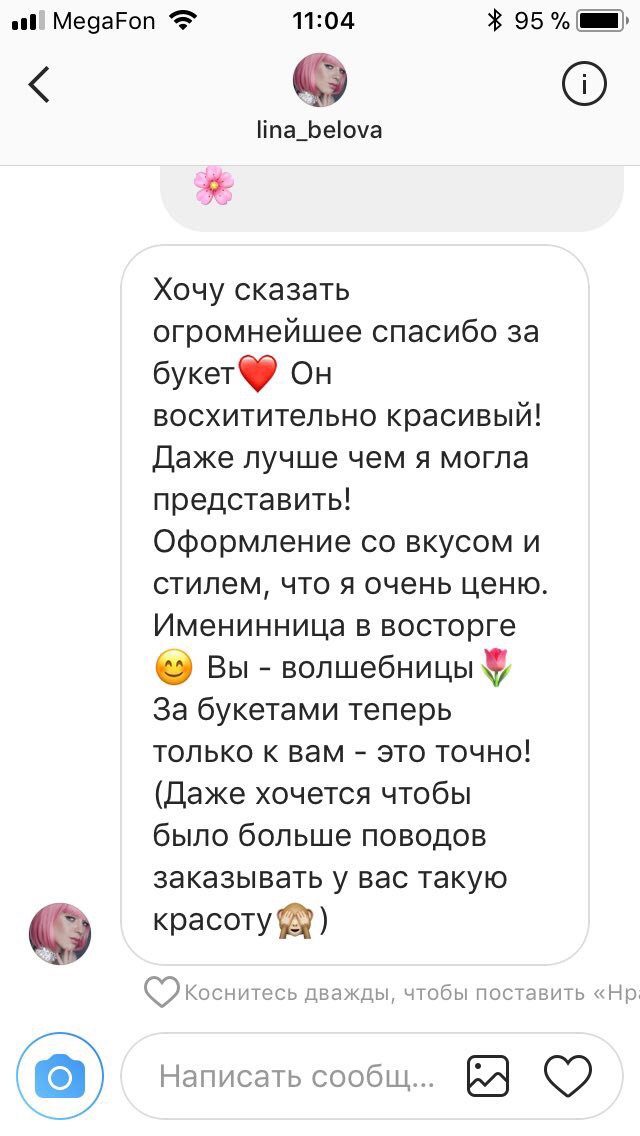 MegaFon 11:04 95 %
lina_belova
🌸
Хочу сказать
огромнейшее спасибо за
букет❤️ Он
восхитительно красивый!
Даже лучше чем я могла
представить!
Оформление со вкусом и
стилем, что я очень ценю.
Именинница в восторге
😊 Вы - волшебницы🌷
За букетами теперь
только к вам - это точно!
(Даже хочется чтобы
было больше поводов
заказывать у вас такую
красоту🙈)
Коснитесь дважды, чтобы поставить «Нра
Написать сообщ...